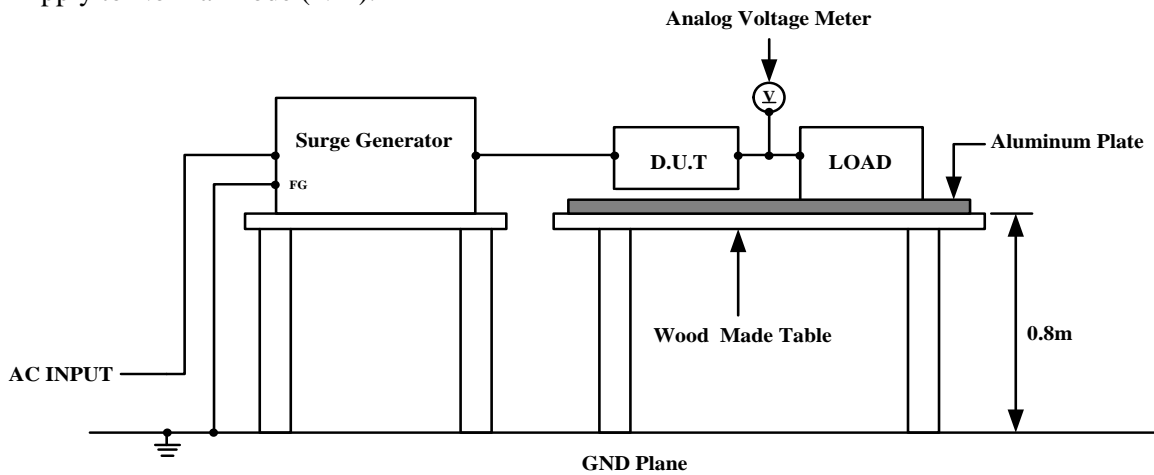 Analog Voltage Meter
V
Surge Generator
D.U.T
LOAD
Aluminum Plate
FG
Wood Made Table
0.8m
AC INPUT
GND Plane